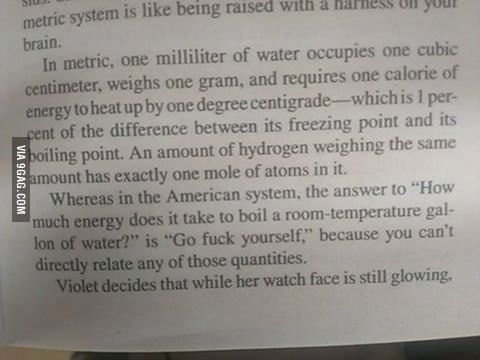 metric system is like being raised with a harness on your
brain.
In metric, one milliliter of water occupies one cubic
centimeter, weighs one gram, and requires one calorie of
energy to heat up by one degree centigrade—which is 1 per-
cent of the difference between its freezing point and its
boiling point. An amount of hydrogen weighing the same
amount has exactly one mole of atoms in it.
Whereas in the American system, the answer to “How
much energy does it take to boil a room-temperature gal-
lon of water?” is “Go fuck yourself,” because you can’t
directly relate any of those quantities.
Violet decides that while her watch face is still glowing,
VIA 9GAG.COM